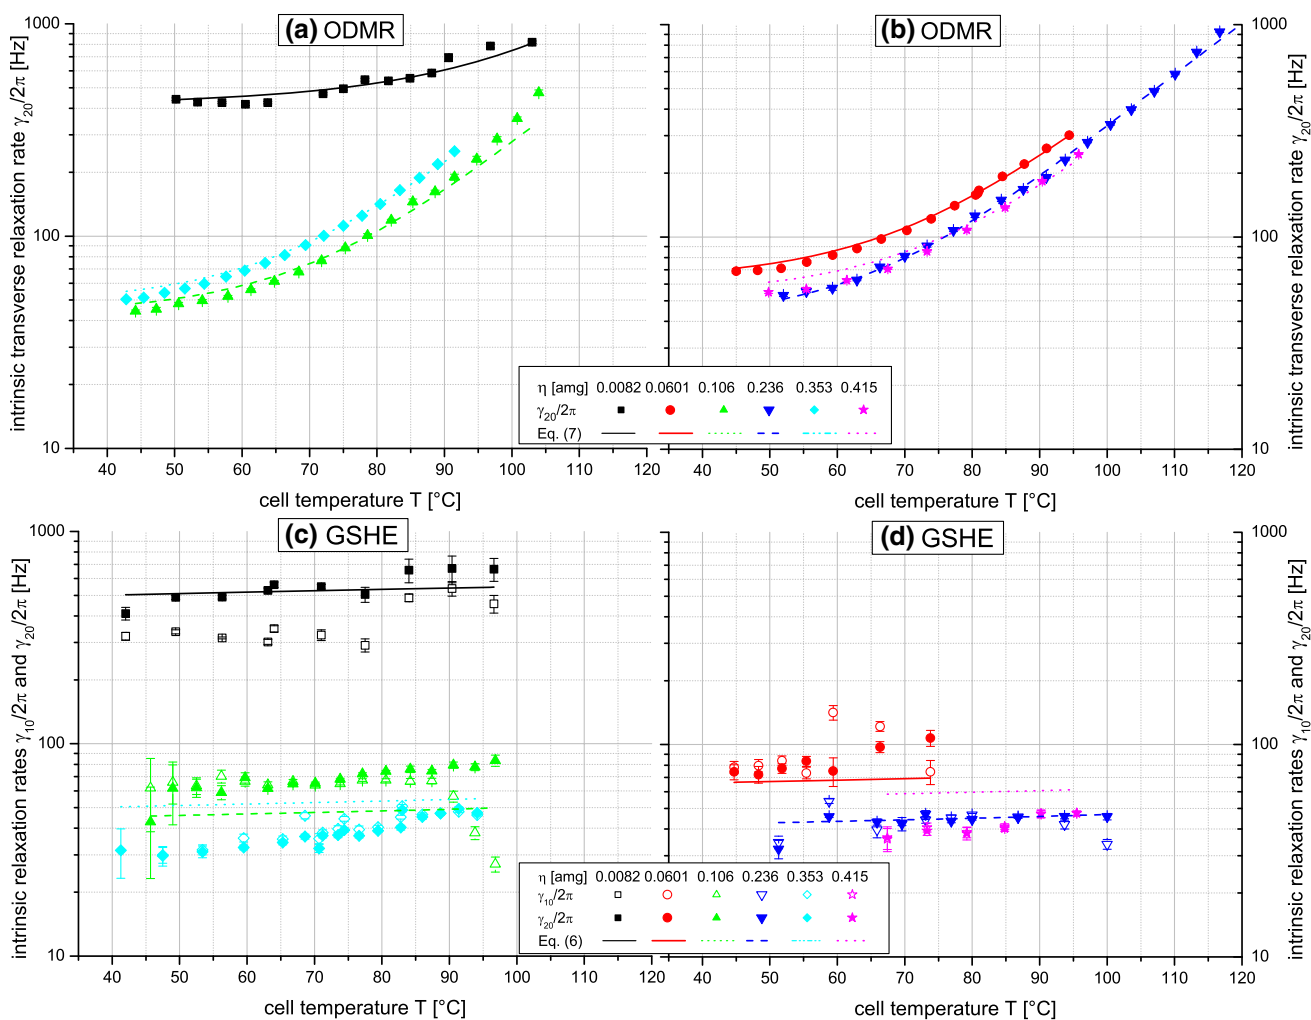 (a) ODMR
(b) ODMR
1000
100
10
intrinsic transverse relaxation rate γ20/2π [Hz]
40 50 60 70 80 90 100 120
cell temperature T [°C]
1000
100
10
intrinsic transverse relaxation rate γ20/2π [Hz]
40 50 60 70 80 90 100 110 120
cell temperature T [°C]
η [amg] 0.0082 0.0601 0.106 0.236 0.353 0.415
γ20/2π
Eq. (7)
(c) GSHE
(d) GSHE
1000
100
10
intrinsic relaxation rates γ10/2π and γ20/2π [Hz]
40 50 60 70 80 90 100 120
cell temperature T [°C]
1000
100
10
intrinsic relaxation rates γ10/2π and γ20/2π [Hz]
40 50 60 70 80 90 100 110 120
cell temperature T [°C]
η [amg] 0.0082 0.0601 0.106 0.236 0.353 0.415
γ10/2π
γ20/2π
Eq. (6)